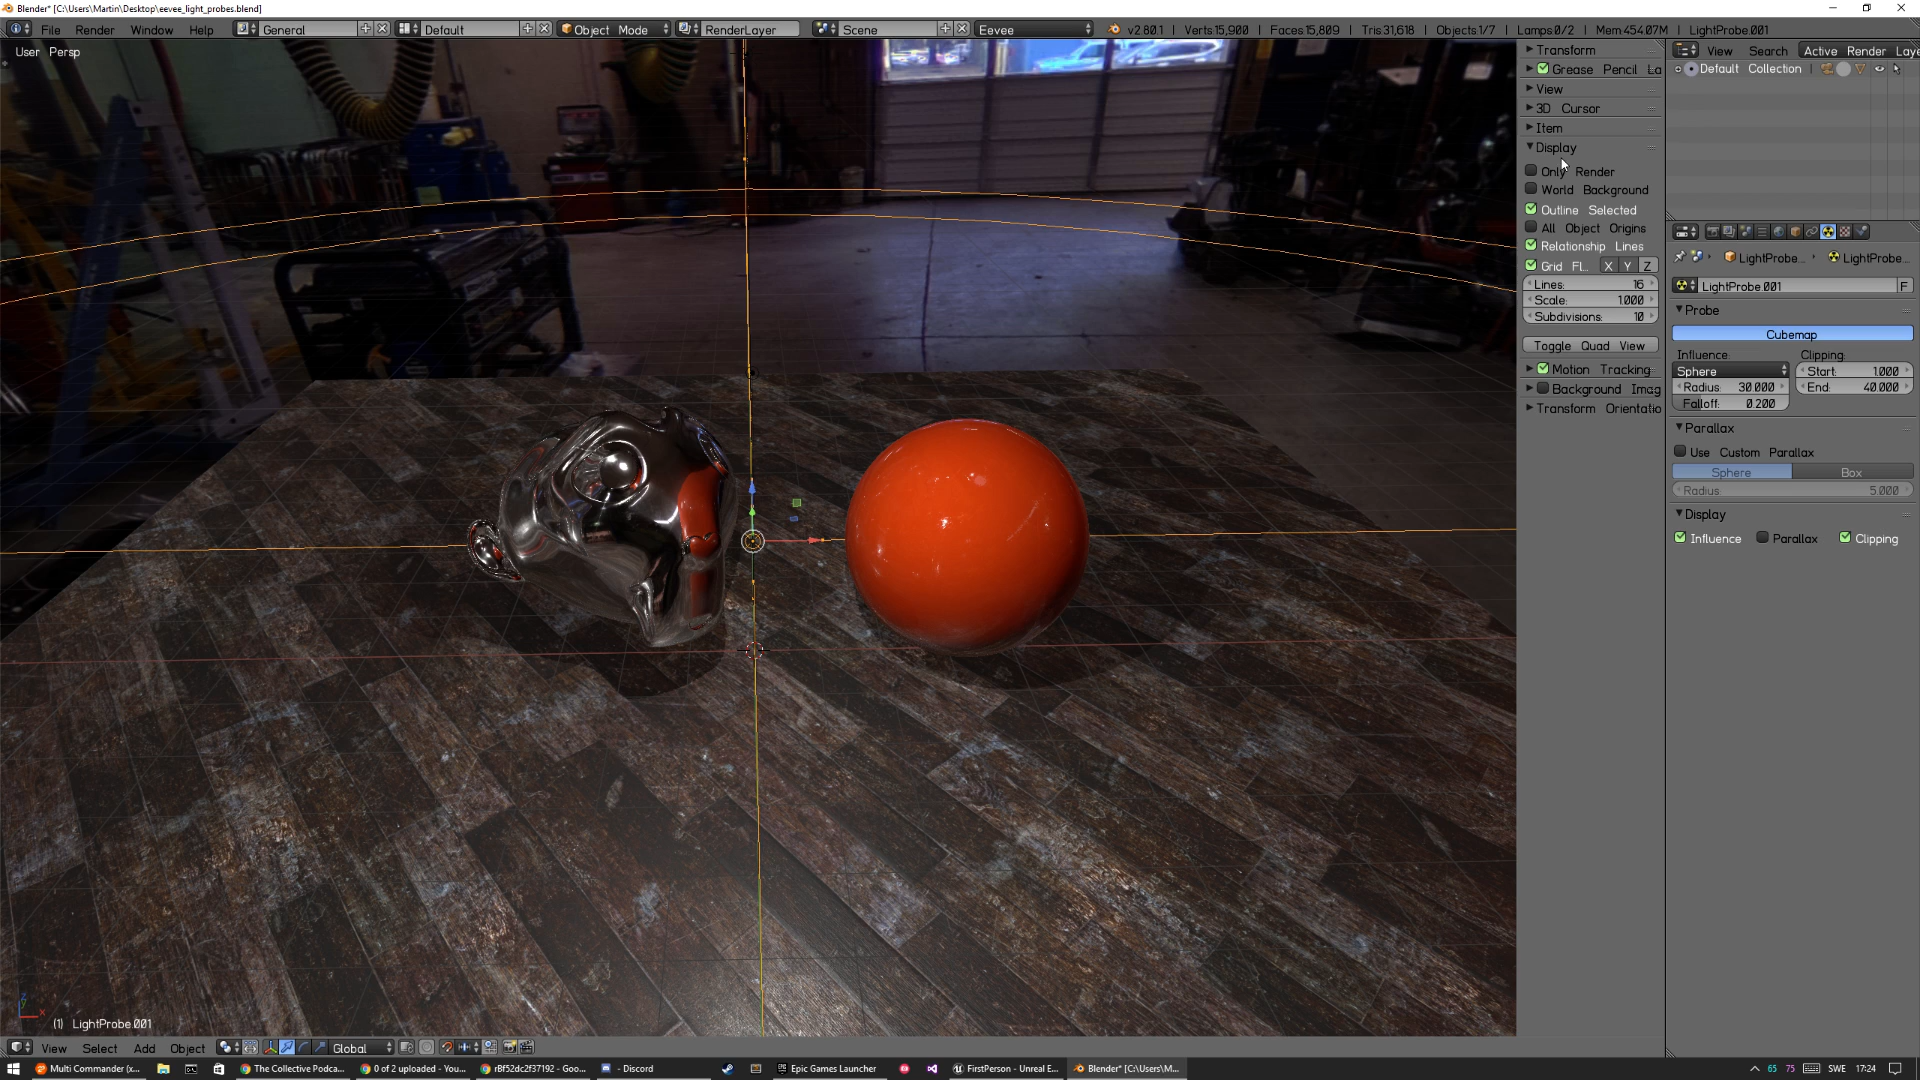 Blender* [C:\Users\Martin\Desktop\eevee_light_probes.blend]
File Render Window Help General Default Object Mode RenderLayer Scene Eevee v2.80.1 | Verts:15,900 | Faces:15,809 | Tris:31,618 | Objects:1/7 | Lamps:0/2 | Mem:454.07M | LightProbe.001
User Persp
Transform
Grease Pencil La
View
3D Cursor
Item
Display
Only Render
World Background
Outline Selected
All Object Origins
Relationship Lines
Grid Fl... X Y Z
Lines: 16
Scale: 1.000
Subdivisions: 10
Toggle Quad View
Motion Tracking
Background Imag
Transform Orientatio
View Search Active Render Laye
Default Collection
LightProbe... LightProbe...
LightProbe.001 F
Probe
Cubemap
Influence: Clipping:
Sphere Start: 1.000
Radius: 30.000 End: 40.000
Falloff: 0.200
Parallax
Use Custom Parallax
Sphere Box
Radius 5.000
Display
Influence Parallax Clipping
(1) LightProbe.001
View Select Add Object Global
Multi Commander (x... The Collective Podca... 0 of 2 uploaded - You... rBf52dc2f37192 - Goo... - Discord Epic Games Launcher FirstPerson - Unreal E... Blender* [C:\Users\M... 65 75 SWE 17:24